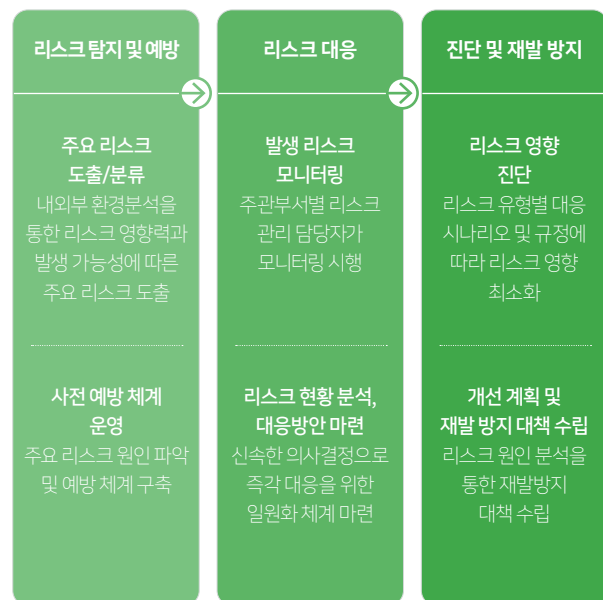 리스크 탐지 및 예방
주요 리스크
도출/분류
내외부 환경분석을
통한 리스크 영향력과
발생 가능성에 따른
주요 리스크 도출
사전 예방 체계
운영
주요 리스크 원인 파악
및 예방 체계 구축
리스크 대응
발생 리스크
모니터링
주관부서별 리스크
관리 담당자가
모니터링 시행
리스크 현황 분석,
대응방안 마련
신속한 의사결정으로
즉각 대응을 위한
일원화 체계 마련
진단 및 재발 방지
리스크 영향
진단
리스크 유형별 대응
시나리오 및 규정에
따라 리스크 영향
최소화
개선 계획 및
재발 방지 대책 수립
리스크 원인 분석을
통한 재발방지
대책 수립